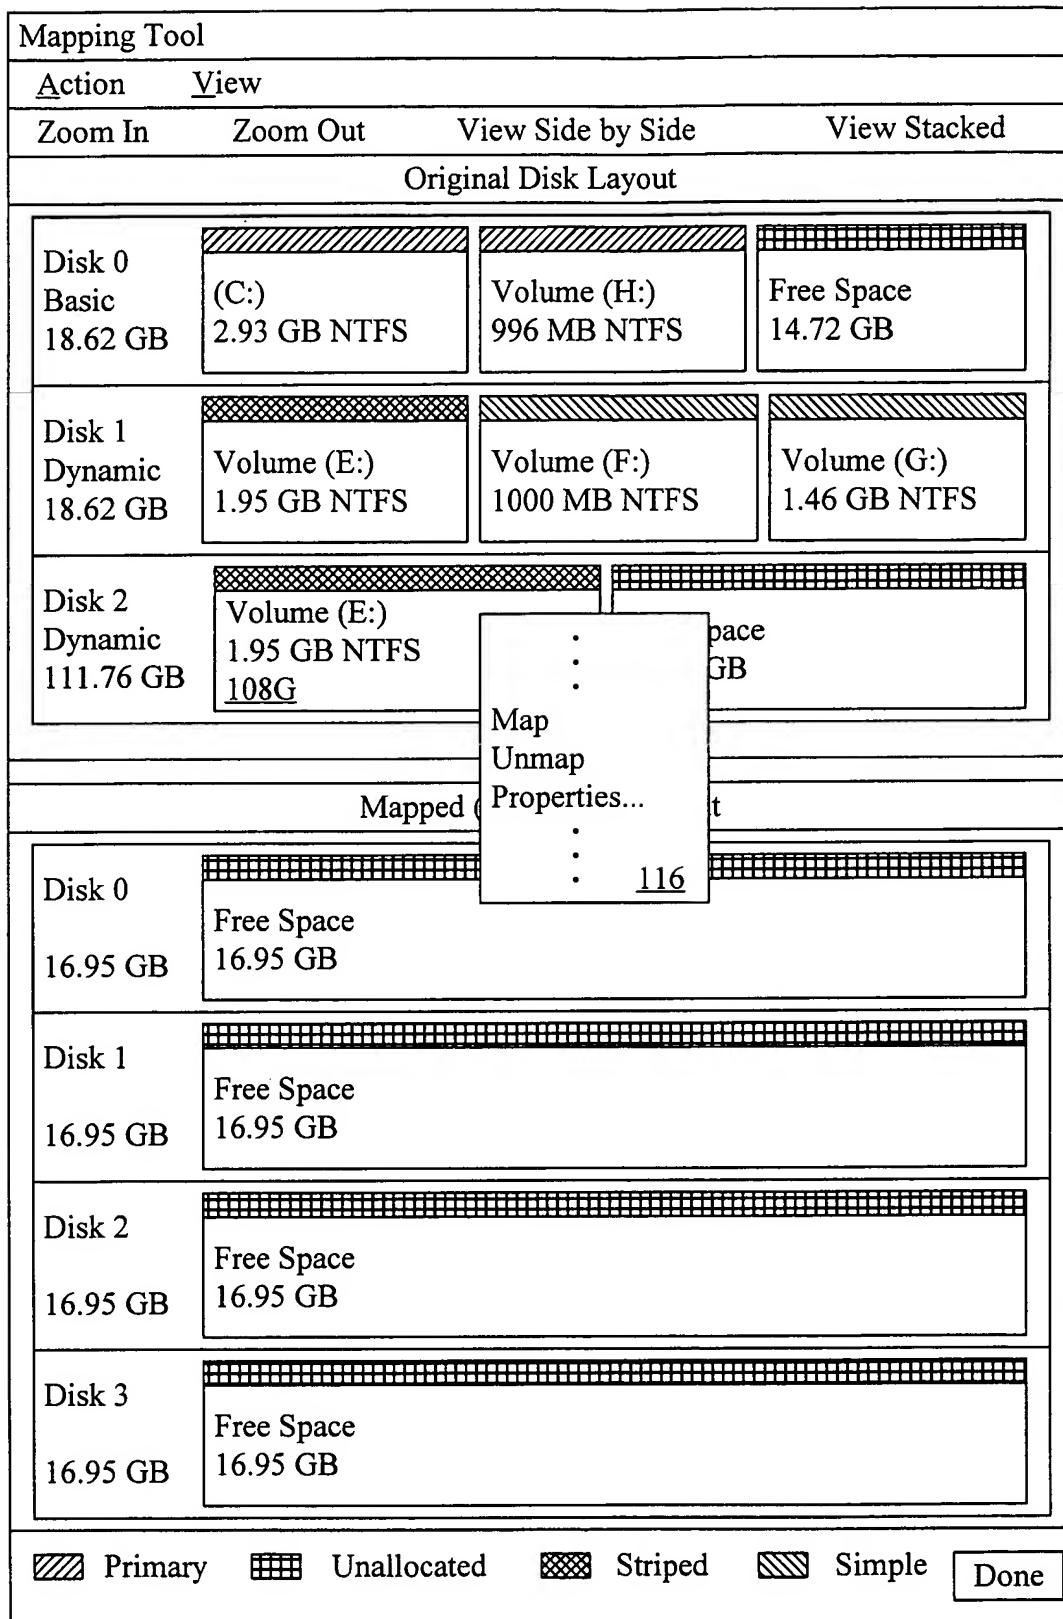 Mapping Tool
Action View
Zoom In Zoom Out View Side by Side View Stacked
Original Disk Layout
Disk 0
Basic
18.62 GB
(C:)
2.93 GB NTFS
Volume (H:)
996 MB NTFS
Free Space
14.72 GB
Disk 1
Dynamic
18.62 GB
Volume (E:)
1.95 GB NTFS
Volume (F:)
1000 MB NTFS
Volume (G:)
1.46 GB NTFS
Disk 2
Dynamic
111.76 GB
Volume (E:)
1.95 GB NTFS
108G
pace
GB
Map
Unmap
Properties...
116
Mapped ( t
Disk 0
16.95 GB
Free Space
16.95 GB
Disk 1
16.95 GB
Free Space
16.95 GB
Disk 2
16.95 GB
Free Space
16.95 GB
Disk 3
16.95 GB
Free Space
16.95 GB
Primary Unallocated Striped Simple Done